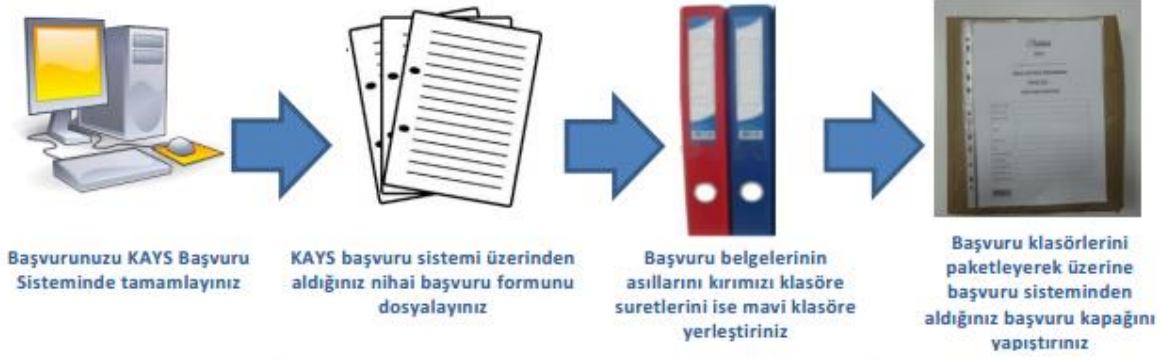 Başvurunuzu KAYS Başvuru
Sisteminde tamamlayınız
KAYS başvuru sistemi üzerinden
aldığınız nihai başvuru formunu
dosyalayınız
Başvuru belgelerinin
asıllarını kırımızı klasöre
suretlerini ise mavi klasöre
yerleştiriniz
Başvuru klasörlerini
paketleyerek üzerine
başvuru sisteminden
aldığınız başvuru kapağını
yapıştırınız